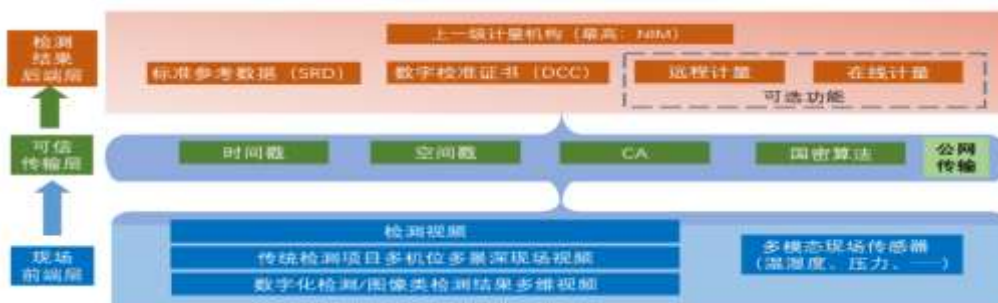 检测
结果
后端层
上一级计量机构（最高：NIM）
标准参考数据（SRD）
数字校准证书（DCC）
远程计量
在线计量
可选功能
可信
传输层
时间戳
空间戳
CA
国密算法
公网
传输
现场
前端层
检测视频
传统检测项目多机位多景深现场视频
数字化检测/图像类检测结果多维视频
多模态现场传感器
（温湿度、压力、——）